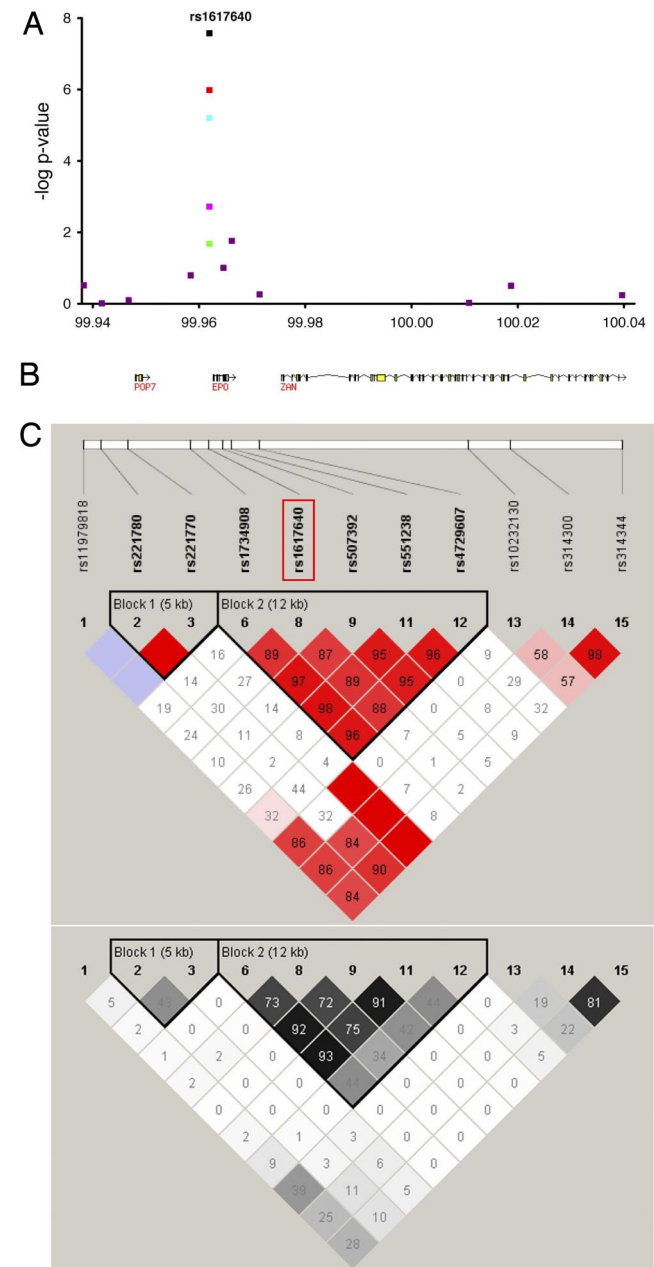 A
rs1617640
8
6
4
2
0
-log p-value
99.94 99.96 99.98 100.00 100.02 100.04
B
POP7 EPO ZAN
C
rs11979818 rs221780 rs221770 rs1734908 rs1617640 rs507392 rs551238 rs4729607 rs10232130 rs314300 rs314344
Block 1 (5 kb) Block 2 (12 kb)
1 2 3 6 8 9 11 12 13 14 15
16 89 87 95 96 9 58 98
14 27 97 89 95 0 29 57
19 30 14 98 88 0 8 32
24 11 8 96 7 5 9
10 2 4 0 1 5
26 44 7 2
32 32 8
86 84
86 90
84
Block 1 (5 kb) Block 2 (12 kb)
1 2 3 6 8 9 11 12 13 14 15
5 43 0 73 72 91 44 0 19 81
2 0 0 92 75 42 0 3 22
1 2 0 93 34 0 0 5
2 0 0 44 0 0 0
0 0 0 0 0 0
2 1 3 0 0
9 3 6 0
39 11 5
25 10
28